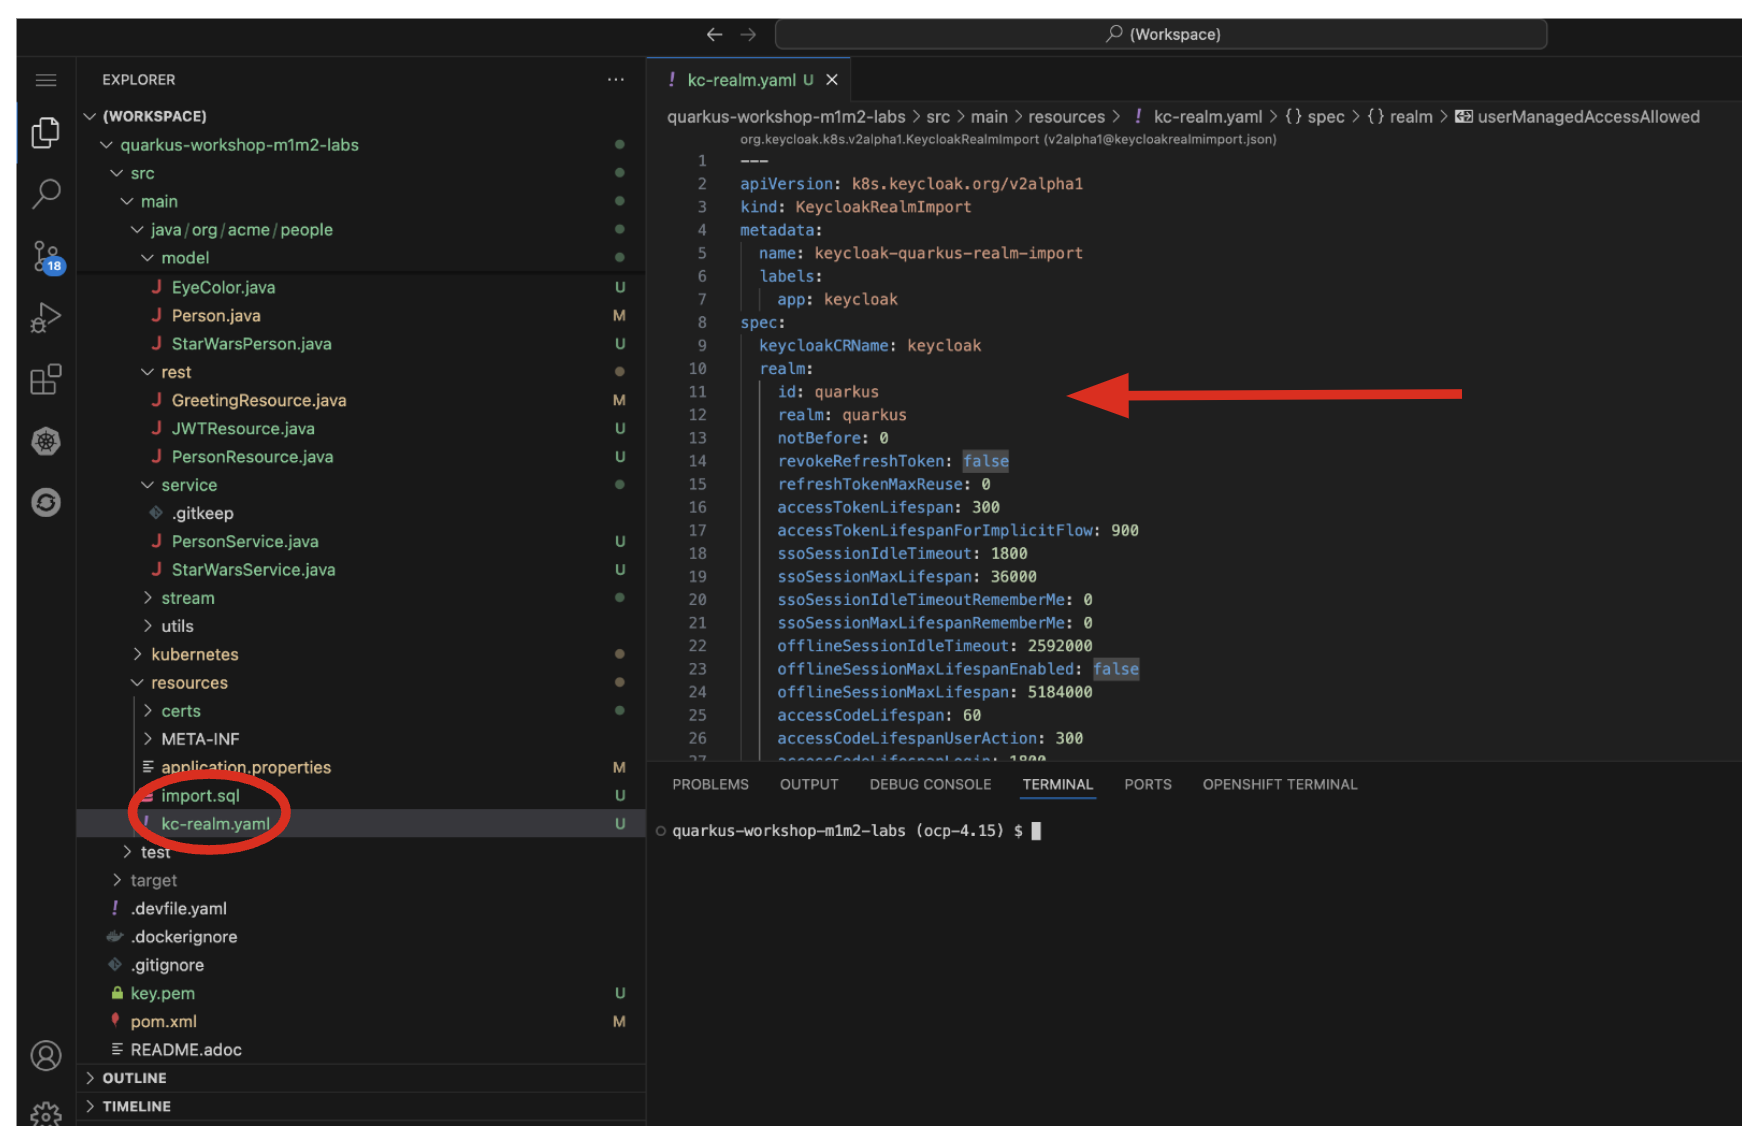 (Workspace)
EXPLORER
(WORKSPACE)
quarkus-workshop-m1m2-labs
src
main
java/org/acme/people
model
EyeColor.java U
Person.java M
StarWarsPerson.java U
rest
GreetingResource.java M
JWTResource.java U
PersonResource.java U
service
.gitkeep
PersonService.java U
StarWarsService.java U
stream
utils
kubernetes
resources
certs
META-INF
application.properties M
import.sql U
kc-realm.yaml U
test
target
.devfile.yaml
.dockerignore
.gitignore
key.pem U
pom.xml M
README.adoc
OUTLINE
TIMELINE
18
! kc-realm.yaml U
quarkus-workshop-m1m2-labs > src > main > resources > ! kc-realm.yaml > {} spec > {} realm > userManagedAccessAllowed
org.keycloak.k8s.v2alpha1.KeycloakRealmImport (v2alpha1@keycloakrealmimport.json)
1 ---
2 apiVersion: k8s.keycloak.org/v2alpha1
3 kind: KeycloakRealmImport
4 metadata:
5 name: keycloak-quarkus-realm-import
6 labels:
7 app: keycloak
8 spec:
9 keycloakCRName: keycloak
10 realm:
11 id: quarkus
12 realm: quarkus
13 notBefore: 0
14 revokeRefreshToken: false
15 refreshTokenMaxReuse: 0
16 accessTokenLifespan: 300
17 accessTokenLifespanForImplicitFlow: 900
18 ssoSessionIdleTimeout: 1800
19 ssoSessionMaxLifespan: 36000
20 ssoSessionIdleTimeoutRememberMe: 0
21 ssoSessionMaxLifespanRememberMe: 0
22 offlineSessionIdleTimeout: 2592000
23 offlineSessionMaxLifespanEnabled: false
24 offlineSessionMaxLifespan: 5184000
25 accessCodeLifespan: 60
26 accessCodeLifespanUserAction: 300
27 accessCodeLifespanLogin: 1800
PROBLEMS OUTPUT DEBUG CONSOLE TERMINAL PORTS OPENSHIFT TERMINAL
quarkus-workshop-m1m2-labs (ocp-4.15) $